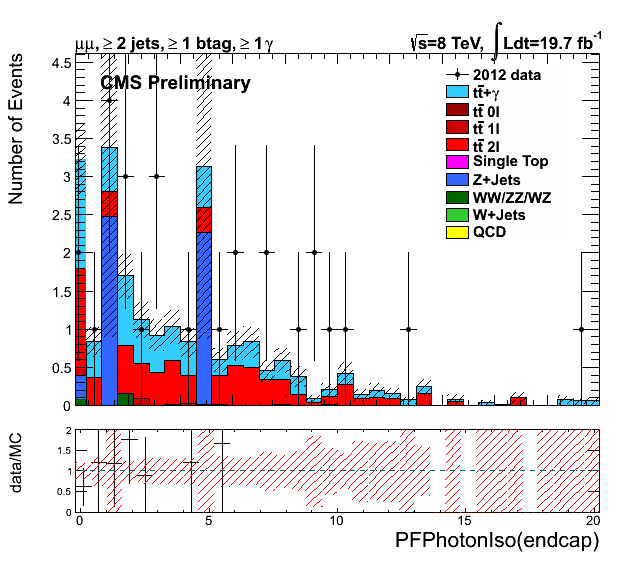 μμ, ≥ 2 jets, ≥ 1 btag, ≥ 1 γ
√s=8 TeV, ∫ Ldt=19.7 fb⁻¹
CMS Preliminary
2012 data
tt̄+γ
tt̄ 0l
tt̄ 1l
tt̄ 2l
Single Top
Z+Jets
WW/ZZ/WZ
W+Jets
QCD
Number of Events
4.5
4
3.5
3
2.5
2
1.5
1
0.5
0
data/MC
2
1.5
1
0.5
0
0 5 10 15 20
PFPhotonIso(endcap)